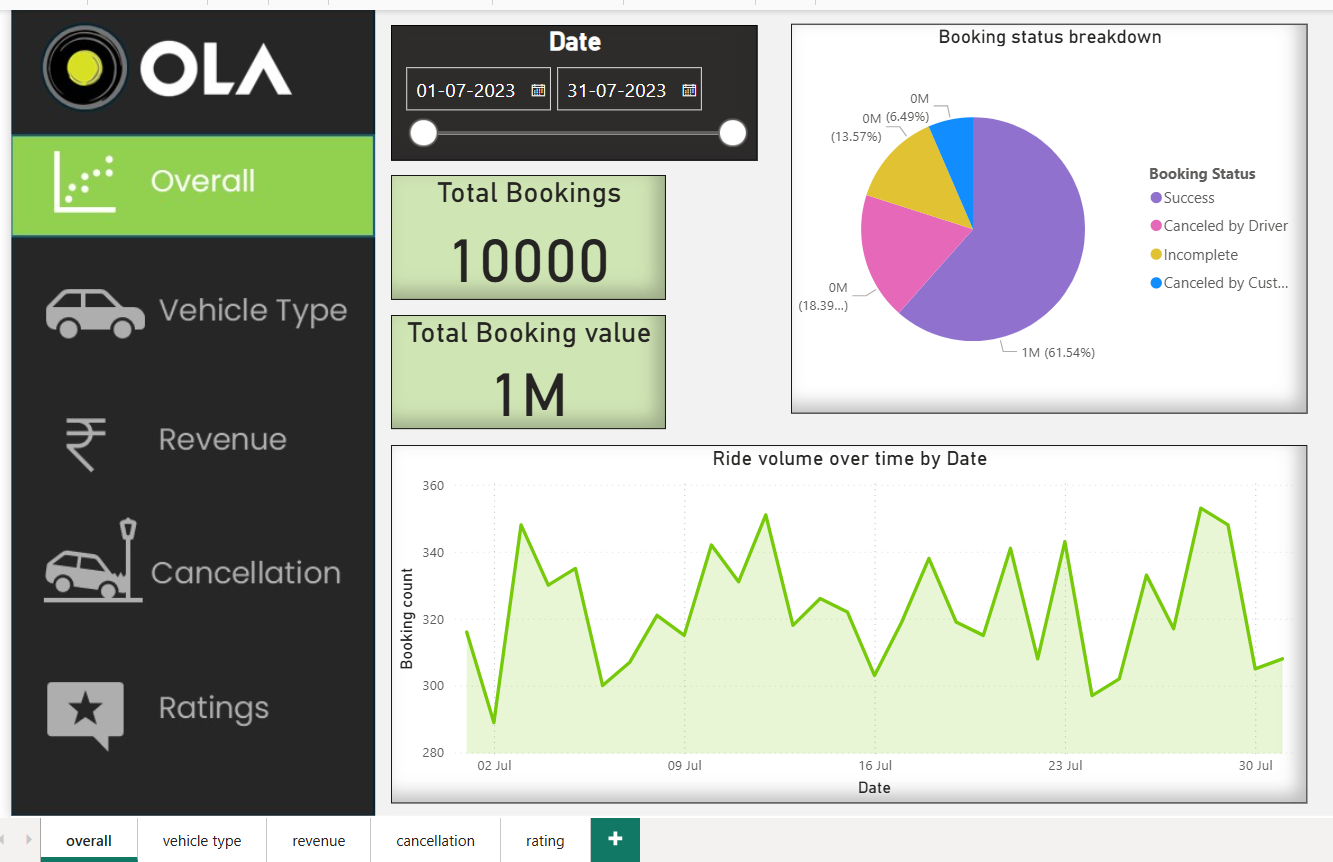 OLA
Overall
Vehicle Type
Revenue
Cancellation
Ratings
Date
01-07-2023
31-07-2023
Total Bookings
10000
Total Booking value
1M
Booking status breakdown
0M
(6.49%)
0M
(13.57%)
0M
(18.39...)
1M (61.54%)
Booking Status
Success
Canceled by Driver
Incomplete
Canceled by Cust...
Ride volume over time by Date
Booking count
360
340
320
300
280
02 Jul
09 Jul
16 Jul
23 Jul
30 Jul
Date
overall
vehicle type
revenue
cancellation
rating
+